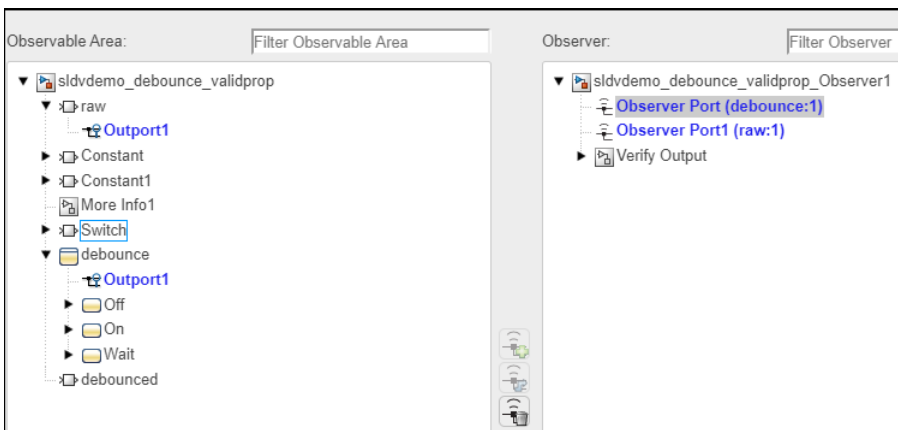 Observable Area:
Filter Observable Area
sldvdemo_debounce_validprop
raw
Outport1
Constant
Constant1
More Info1
Switch
debounce
Outport1
Off
On
Wait
debounced
Observer:
Filter Observer
sldvdemo_debounce_validprop_Observer1
Observer Port (debounce:1)
Observer Port1 (raw:1)
Verify Output